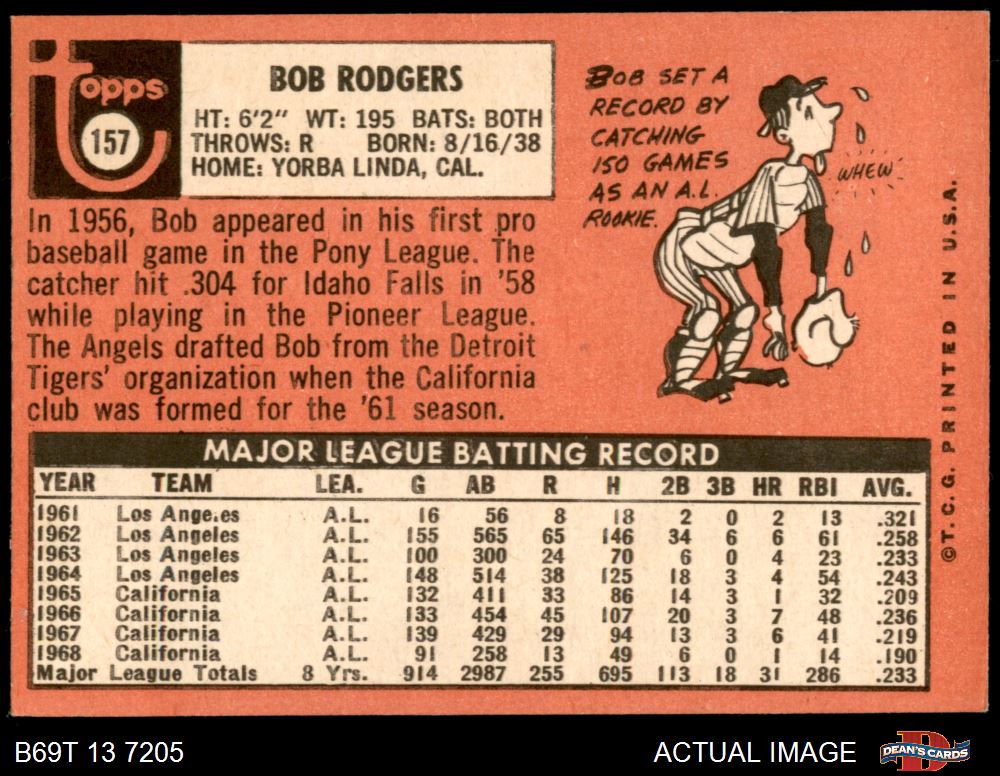 topps
157
BOB RODGERS
HT: 6'2" WT: 195 BATS: BOTH
THROWS: R BORN: 8/16/38
HOME: YORBA LINDA, CAL.
In 1956, Bob appeared in his first pro
baseball game in the Pony League. The
catcher hit .304 for Idaho Falls in '58
while playing in the Pioneer League.
The Angels drafted Bob from the Detroit
Tigers' organization when the California
club was formed for the '61 season.
BOB SET A
RECORD BY
CATCHING
150 GAMES
AS AN A.L.
ROOKIE.
WHEW
©T.C.G. PRINTED IN U.S.A.
MAJOR LEAGUE BATTING RECORD
YEAR TEAM LEA. G AB R H 2B 3B HR RBI AVG.
1961 Los Angeles A.L. 16 56 8 18 2 0 2 13 .321
1962 Los Angeles A.L. 155 565 65 146 34 6 6 61 .258
1963 Los Angeles A.L. 100 300 24 70 6 0 4 23 .233
1964 Los Angeles A.L. 148 514 38 125 18 3 4 54 .243
1965 California A.L. 132 411 33 86 14 3 1 32 .209
1966 California A.L. 133 454 45 107 20 3 7 48 .236
1967 California A.L. 139 429 29 94 13 3 6 41 .219
1968 California A.L. 91 258 13 49 6 0 1 14 .190
Major League Totals 8 Yrs. 914 2987 255 695 113 18 31 286 .233
B69T 13 7205
ACTUAL IMAGE
DEAN'S CARDS